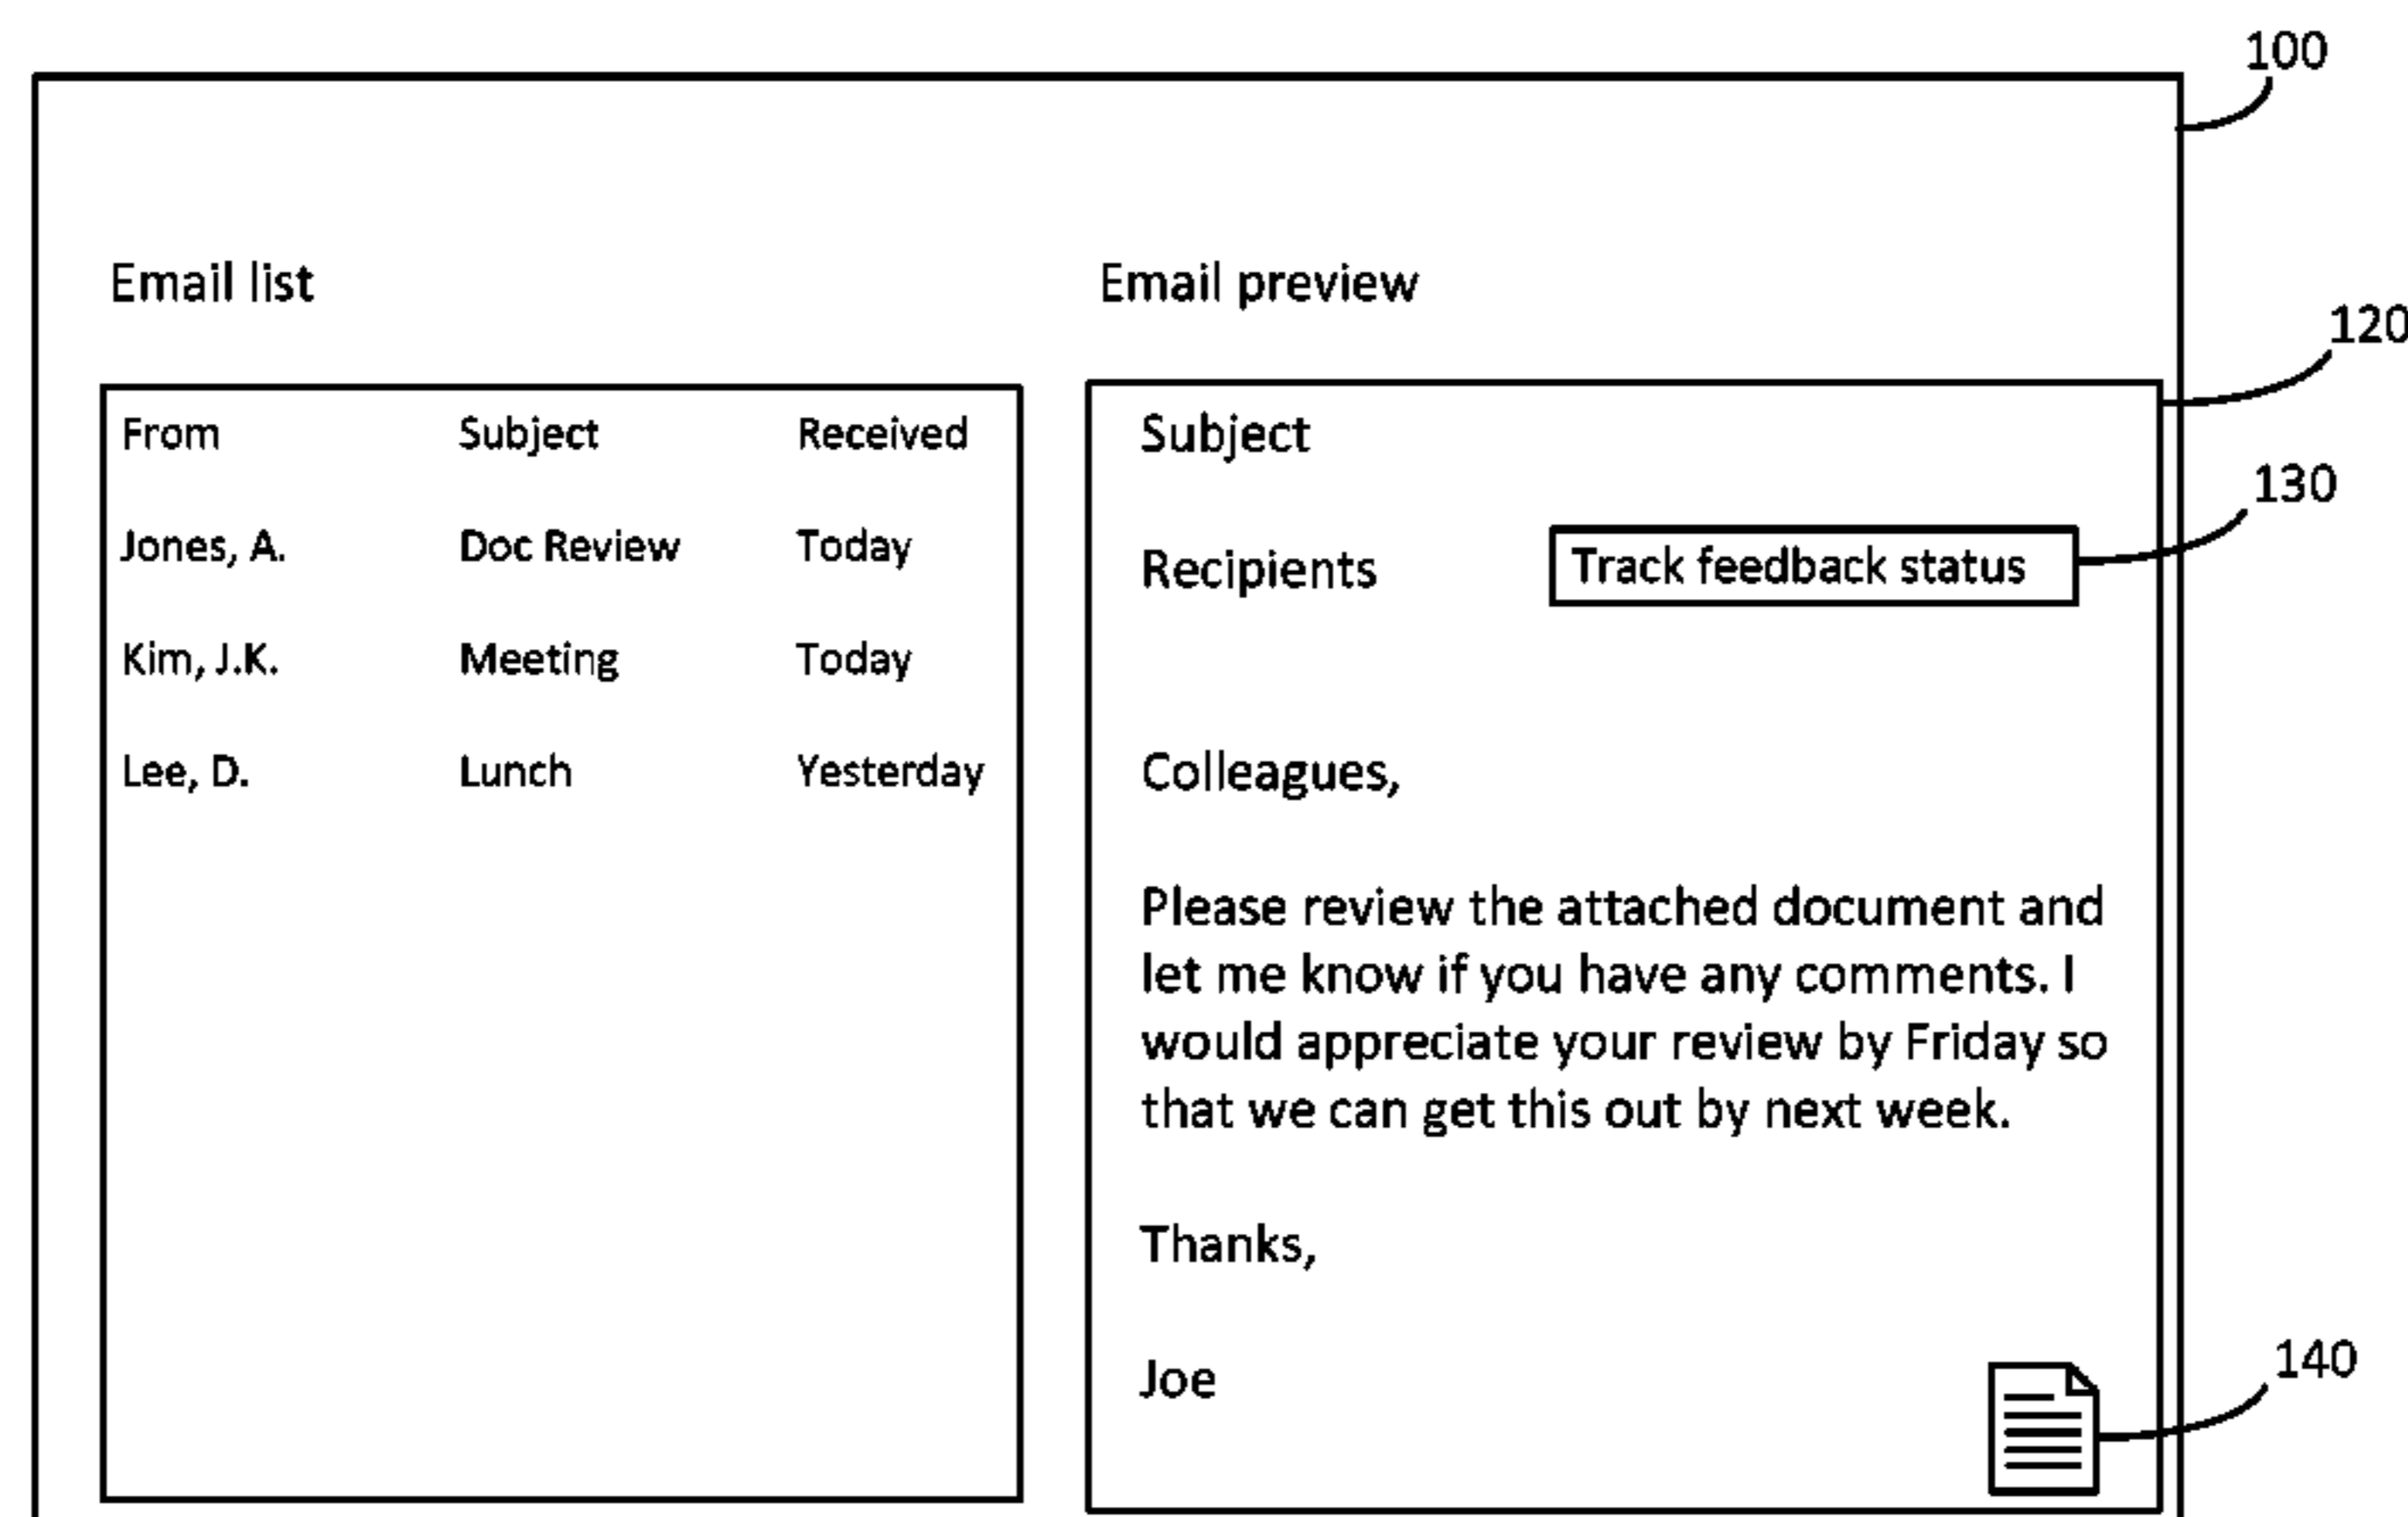 100
Email list
Email preview
120
From Subject Received
Jones, A. Doc Review Today
Kim, J.K. Meeting Today
Lee, D. Lunch Yesterday
Subject
130
Recipients
Track feedback status
Colleagues,
Please review the attached document and
let me know if you have any comments. I
would appreciate your review by Friday so
that we can get this out by next week.
Thanks,
Joe
140